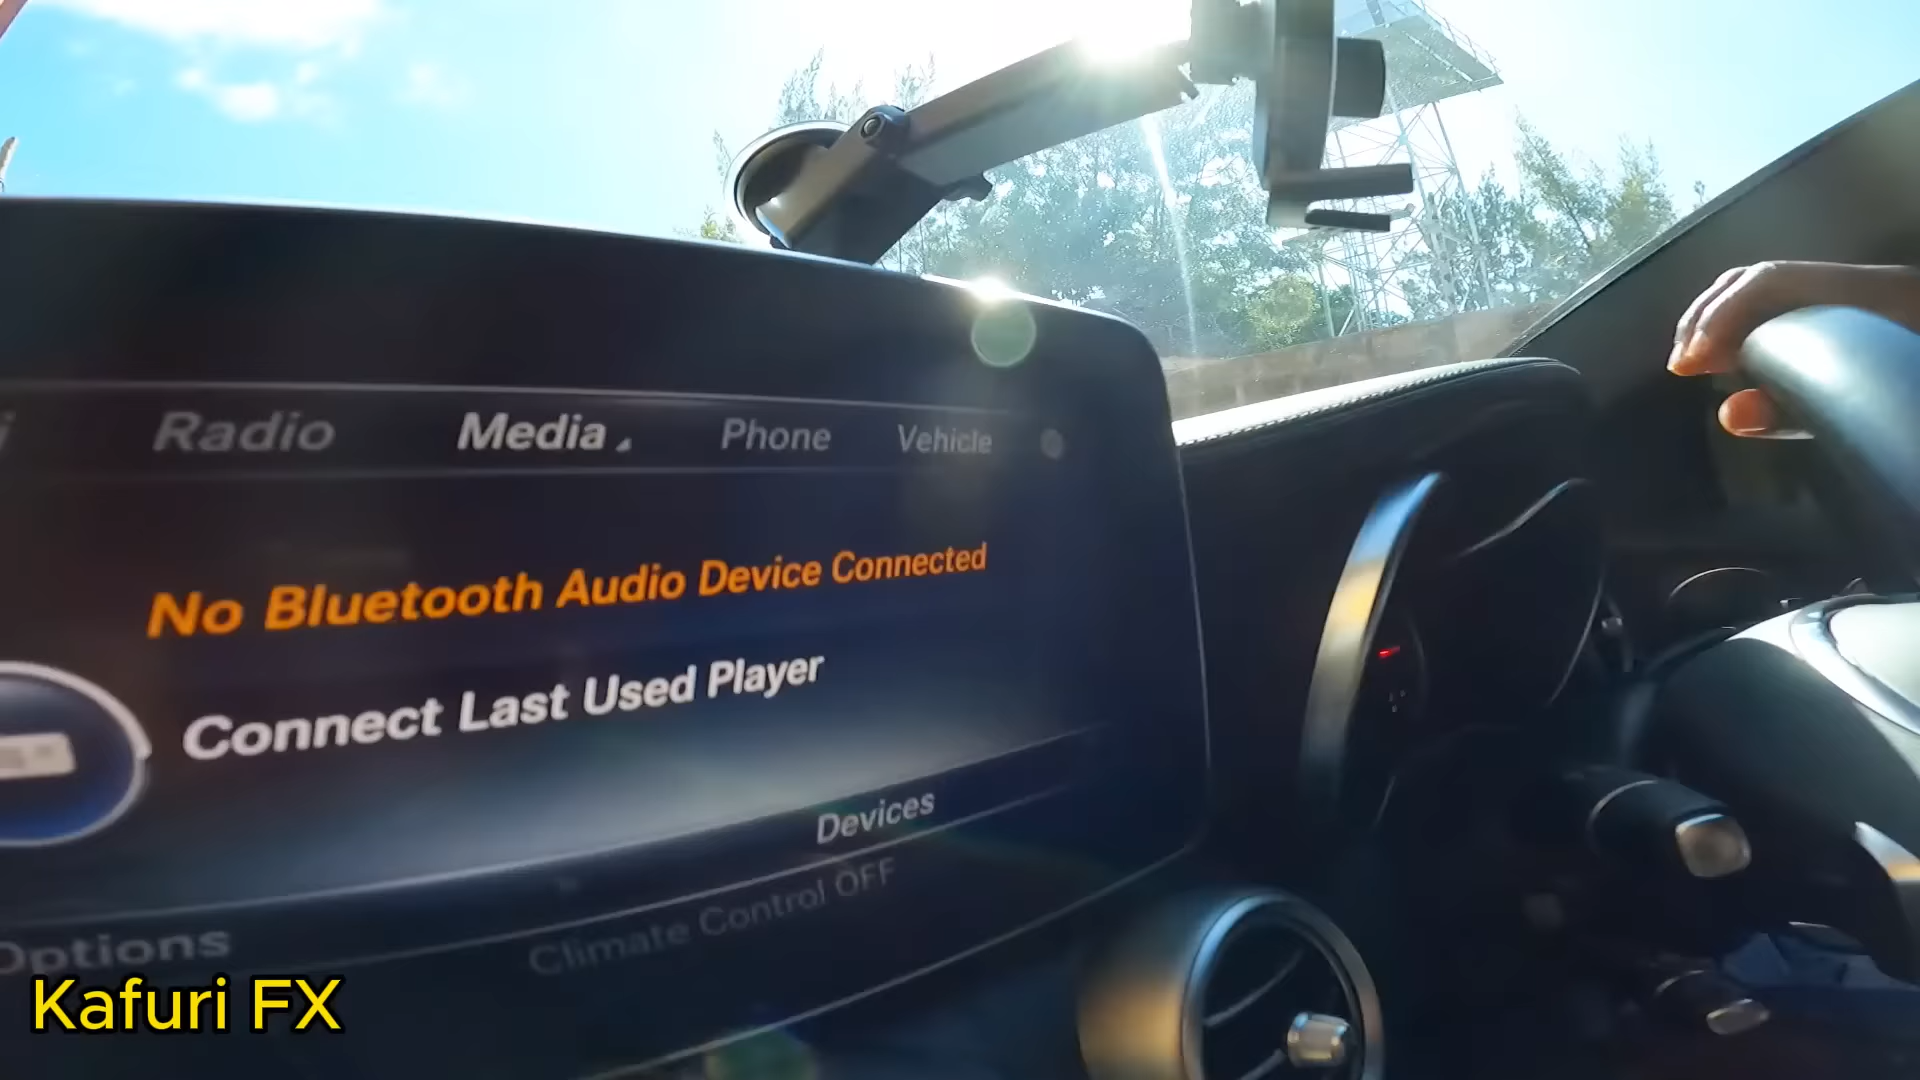 Radio Media Phone Vehicle
No Bluetooth Audio Device Connected
Connect Last Used Player
Devices
Climate Control OFF
Options
Kafuri FX